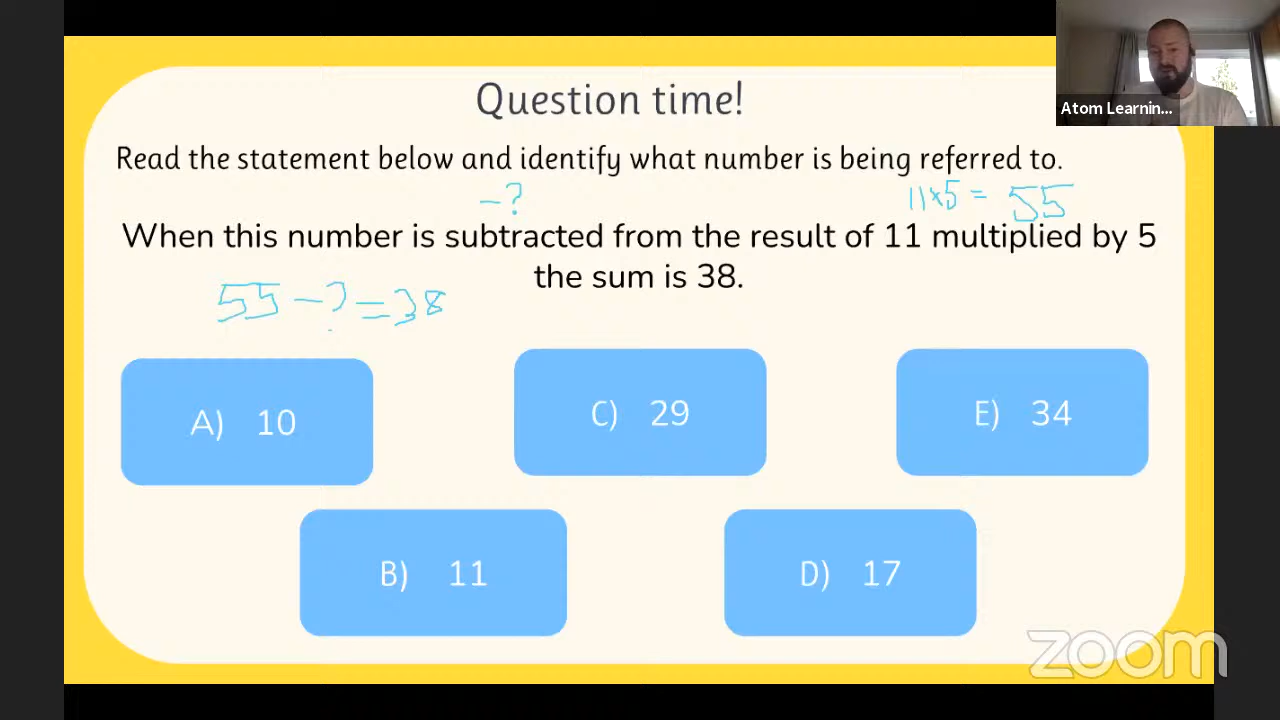 Question time!
Atom Learnin...
Read the statement below and identify what number is being referred to.
-?
11x5 = 55
When this number is subtracted from the result of 11 multiplied by 5
the sum is 38.
55-?=38
A) 10
C) 29
E) 34
B) 11
D) 17
zoom